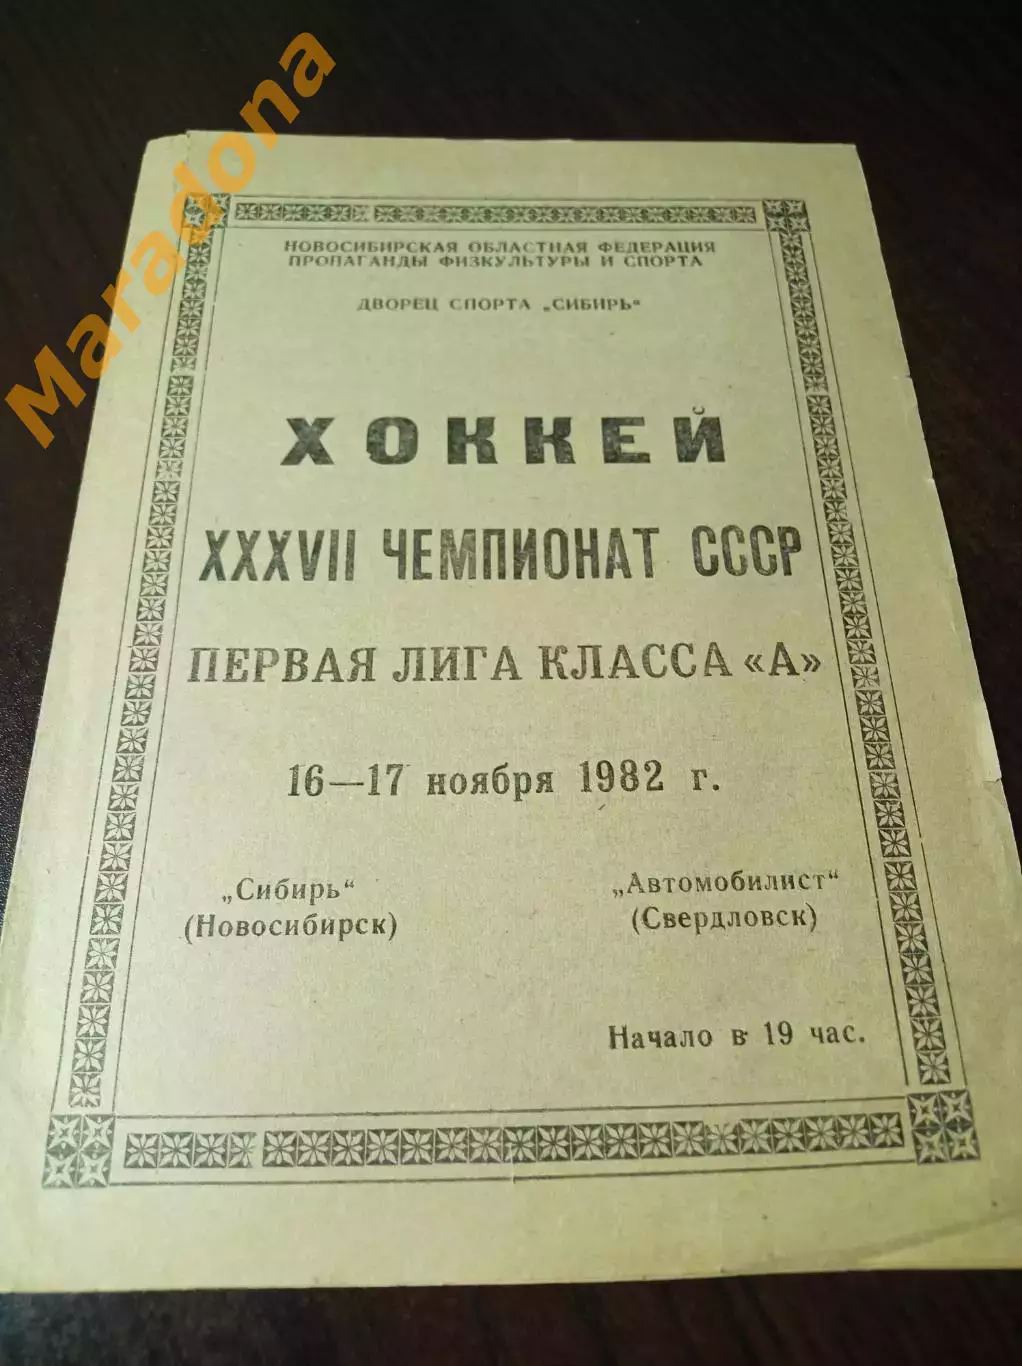 Maradona
НОВОСИБИРСКАЯ ОБЛАСТНАЯ ФЕДЕРАЦИЯ
ПРОПАГАНДЫ ФИЗКУЛЬТУРЫ И СПОРТА
ДВОРЕЦ СПОРТА „СИБИРЬ“
ХОККЕЙ
XXXVII ЧЕМПИОНАТ СССР
ПЕРВАЯ ЛИГА КЛАССА «А»
16—17 ноября 1982 г.
„Сибирь“
(Новосибирск)
„Автомобилист“
(Свердловск)
Начало в 19 час.